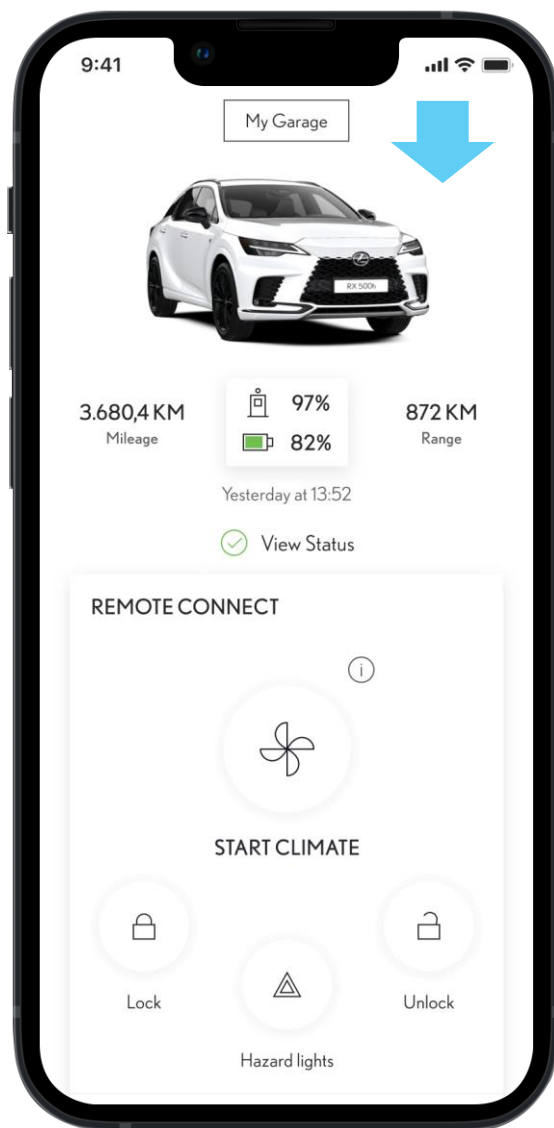 9:41
My Garage
RX 500h
97%
3.680,4 KM
872 KM
Mileage
82%
Range
Yesterday at 13:52
View Status
REMOTE CONNECT
i
START CLIMATE
Lock
Unlock
Hazard lights